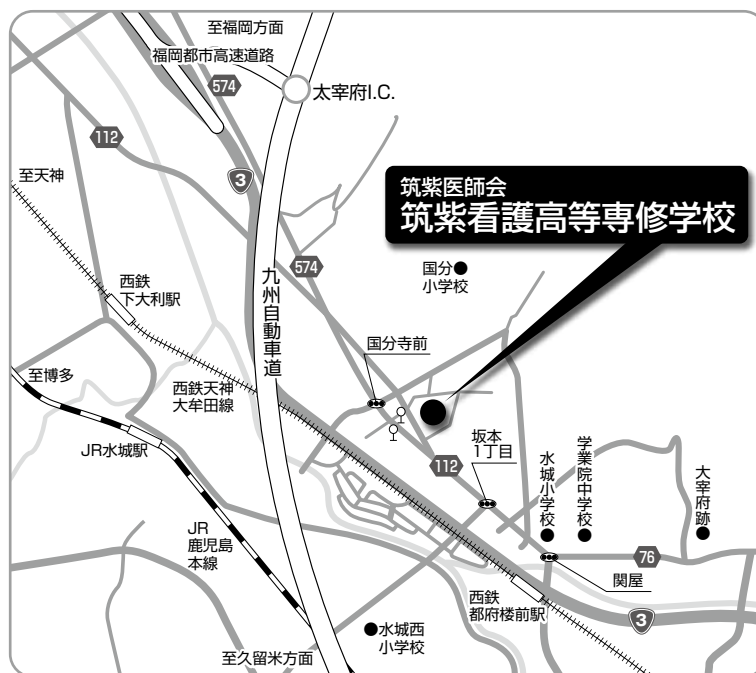 至福岡方面
福岡都市高速道路
574
太宰府I.C.
112
3
至天神
筑紫医師会
筑紫看護高等専修学校
574
国分
小学校
西鉄
下大利駅
九州自動車道
国分寺前
至博多
西鉄天神
大牟田線
JR水城駅
坂本
1丁目
112
水城小学校
学業院中学校
大宰府跡
JR
鹿児島
本線
76
関屋
西鉄
都府楼前駅
3
水城西
小学校
至久留米方面